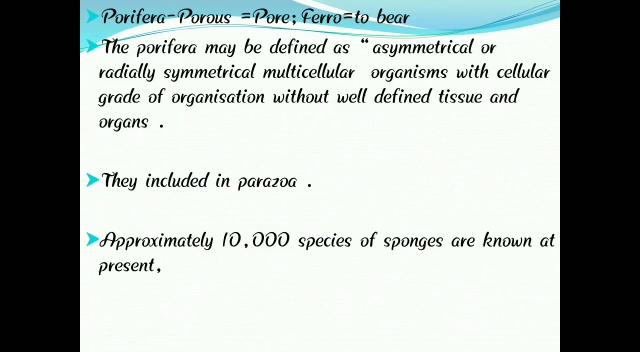 Porifera-Porous =Pore; Ferro=to bear
The porifera may be defined as “asymmetrical or
radially symmetrical multicellular organisms with cellular
grade of organisation without well defined tissue and
organs .
They included in parazoa .
Approximately 10,000 species of sponges are known at
present,